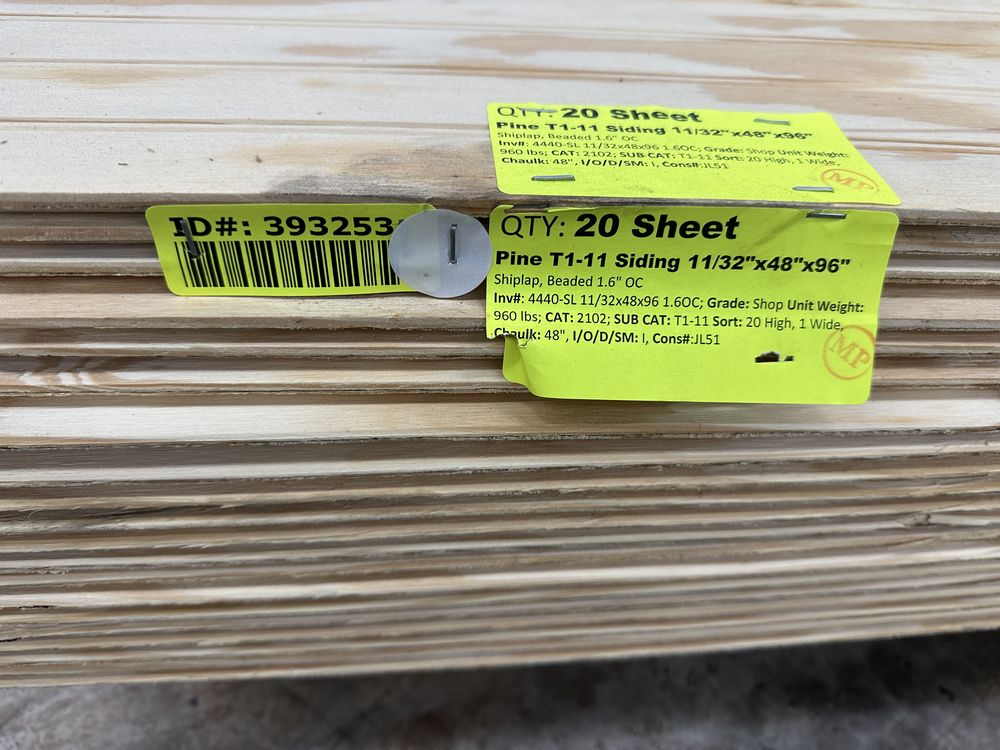 QTY: 20 Sheet
Pine T1-11 Siding 11/32"x48"x96"
Shiplap, Beaded 1.6" OC
Inv#: 4440-SL 11/32x48x96 1.6OC; Grade: Shop Unit Weight:
960 lbs; CAT: 2102; SUB CAT: T1-11 Sort: 20 High, 1 Wide,
Chaulk: 48", I/O/D/SM: I, Cons#:JL51
MP
ID#: 393253
QTY: 20 Sheet
Pine T1-11 Siding 11/32"x48"x96"
Shiplap, Beaded 1.6" OC
Inv#: 4440-SL 11/32x48x96 1.6OC; Grade: Shop Unit Weight:
960 lbs; CAT: 2102; SUB CAT: T1-11 Sort: 20 High, 1 Wide,
Chaulk: 48", I/O/D/SM: I, Cons#:JL51
MP